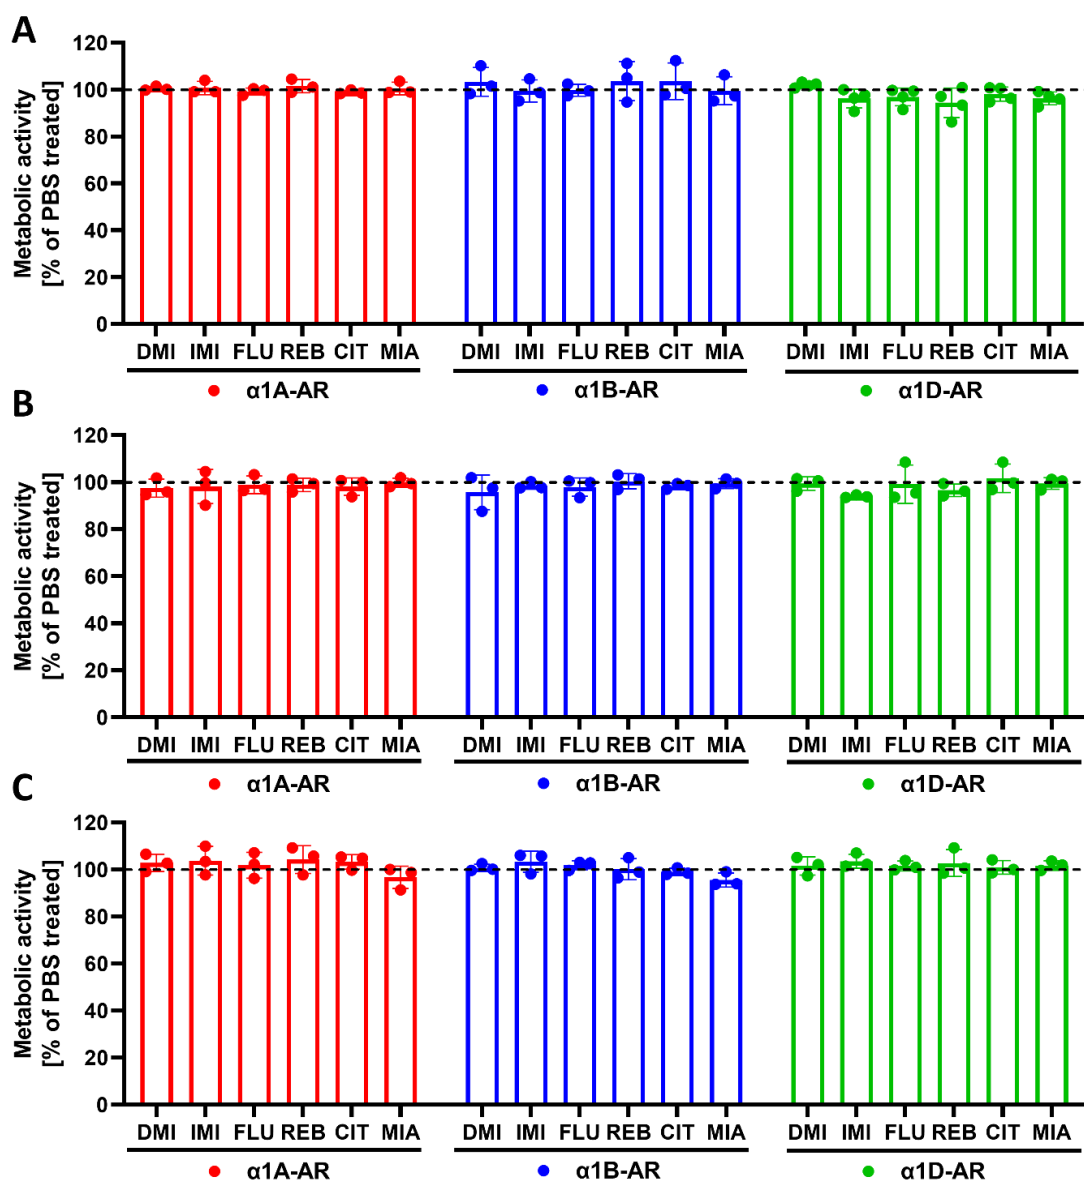 A
Metabolic activity
[% of PBS treated]
120
100
80
60
40
20
0
DMI IMI FLU REB CIT MIA DMI IMI FLU REB CIT MIA DMI IMI FLU REB CIT MIA
α1A-AR α1B-AR α1D-AR
B
Metabolic activity
[% of PBS treated]
120
100
80
60
40
20
0
DMI IMI FLU REB CIT MIA DMI IMI FLU REB CIT MIA DMI IMI FLU REB CIT MIA
α1A-AR α1B-AR α1D-AR
C
Metabolic activity
[% of PBS treated]
120
100
80
60
40
20
0
DMI IMI FLU REB CIT MIA DMI IMI FLU REB CIT MIA DMI IMI FLU REB CIT MIA
α1A-AR α1B-AR α1D-AR